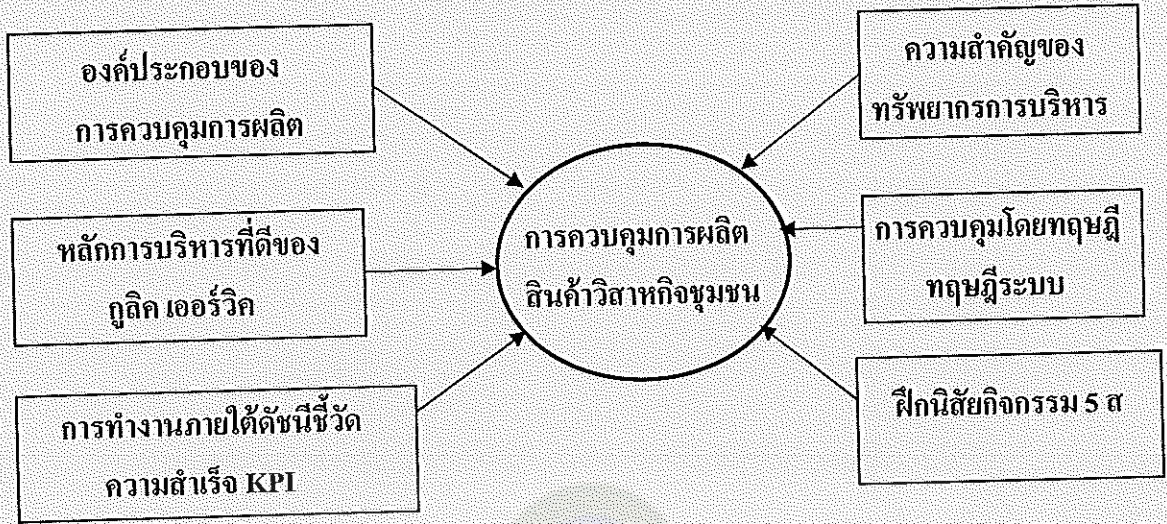 องค์ประกอบของ
การควบคุมการผลิต
หลักการบริหารที่ดีของ
กูลิค เออร์วิค
การทำงานภายใต้ดัชนีชี้วัด
ความสำเร็จ KPI
การควบคุมการผลิต
สินค้าวิสาหกิจชุมชน
ความสำคัญของ
ทรัพยากรการบริหาร
การควบคุมโดยทฤษฎี
ทฤษฎีระบบ
ฝึกนิสัยกิจกรรม 5 ส